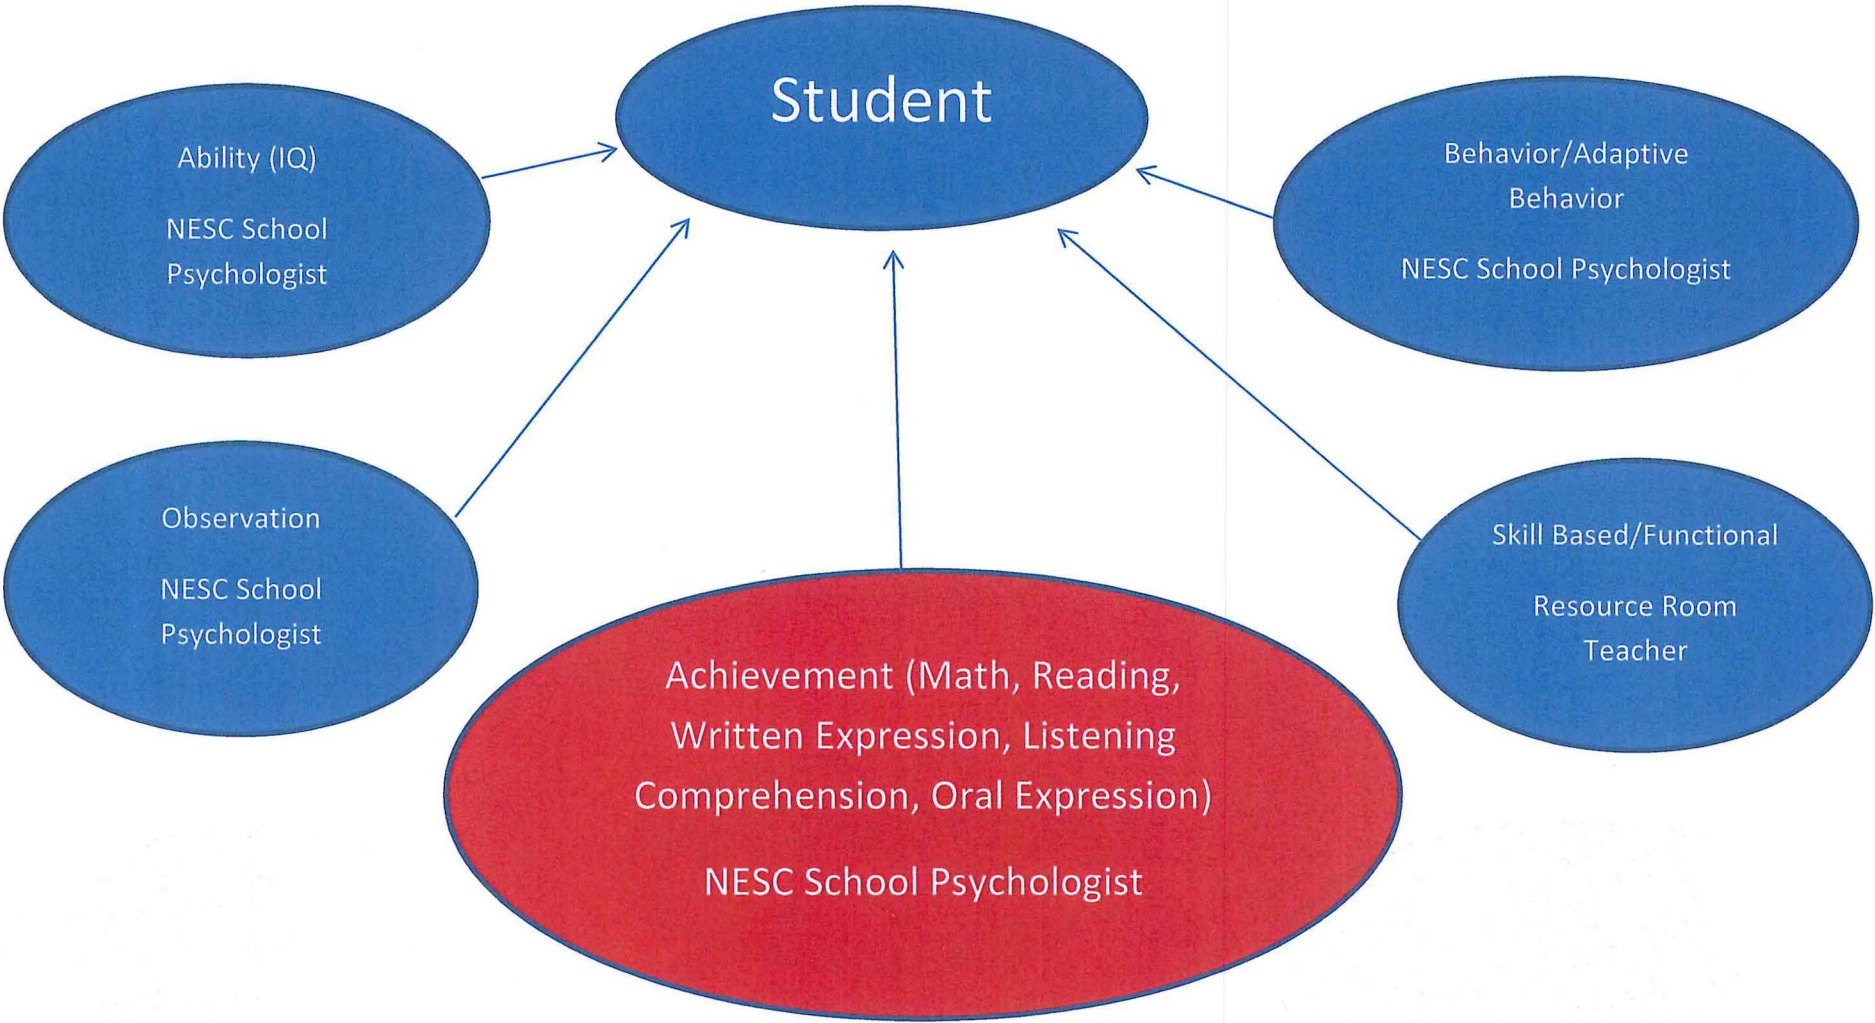 Student
Ability (IQ)
NESC School
Psychologist
Behavior/Adaptive
Behavior
NESC School Psychologist
Observation
NESC School
Psychologist
Skill Based/Functional
Resource Room
Teacher
Achievement (Math, Reading,
Written Expression, Listening
Comprehension, Oral Expression)
NESC School Psychologist